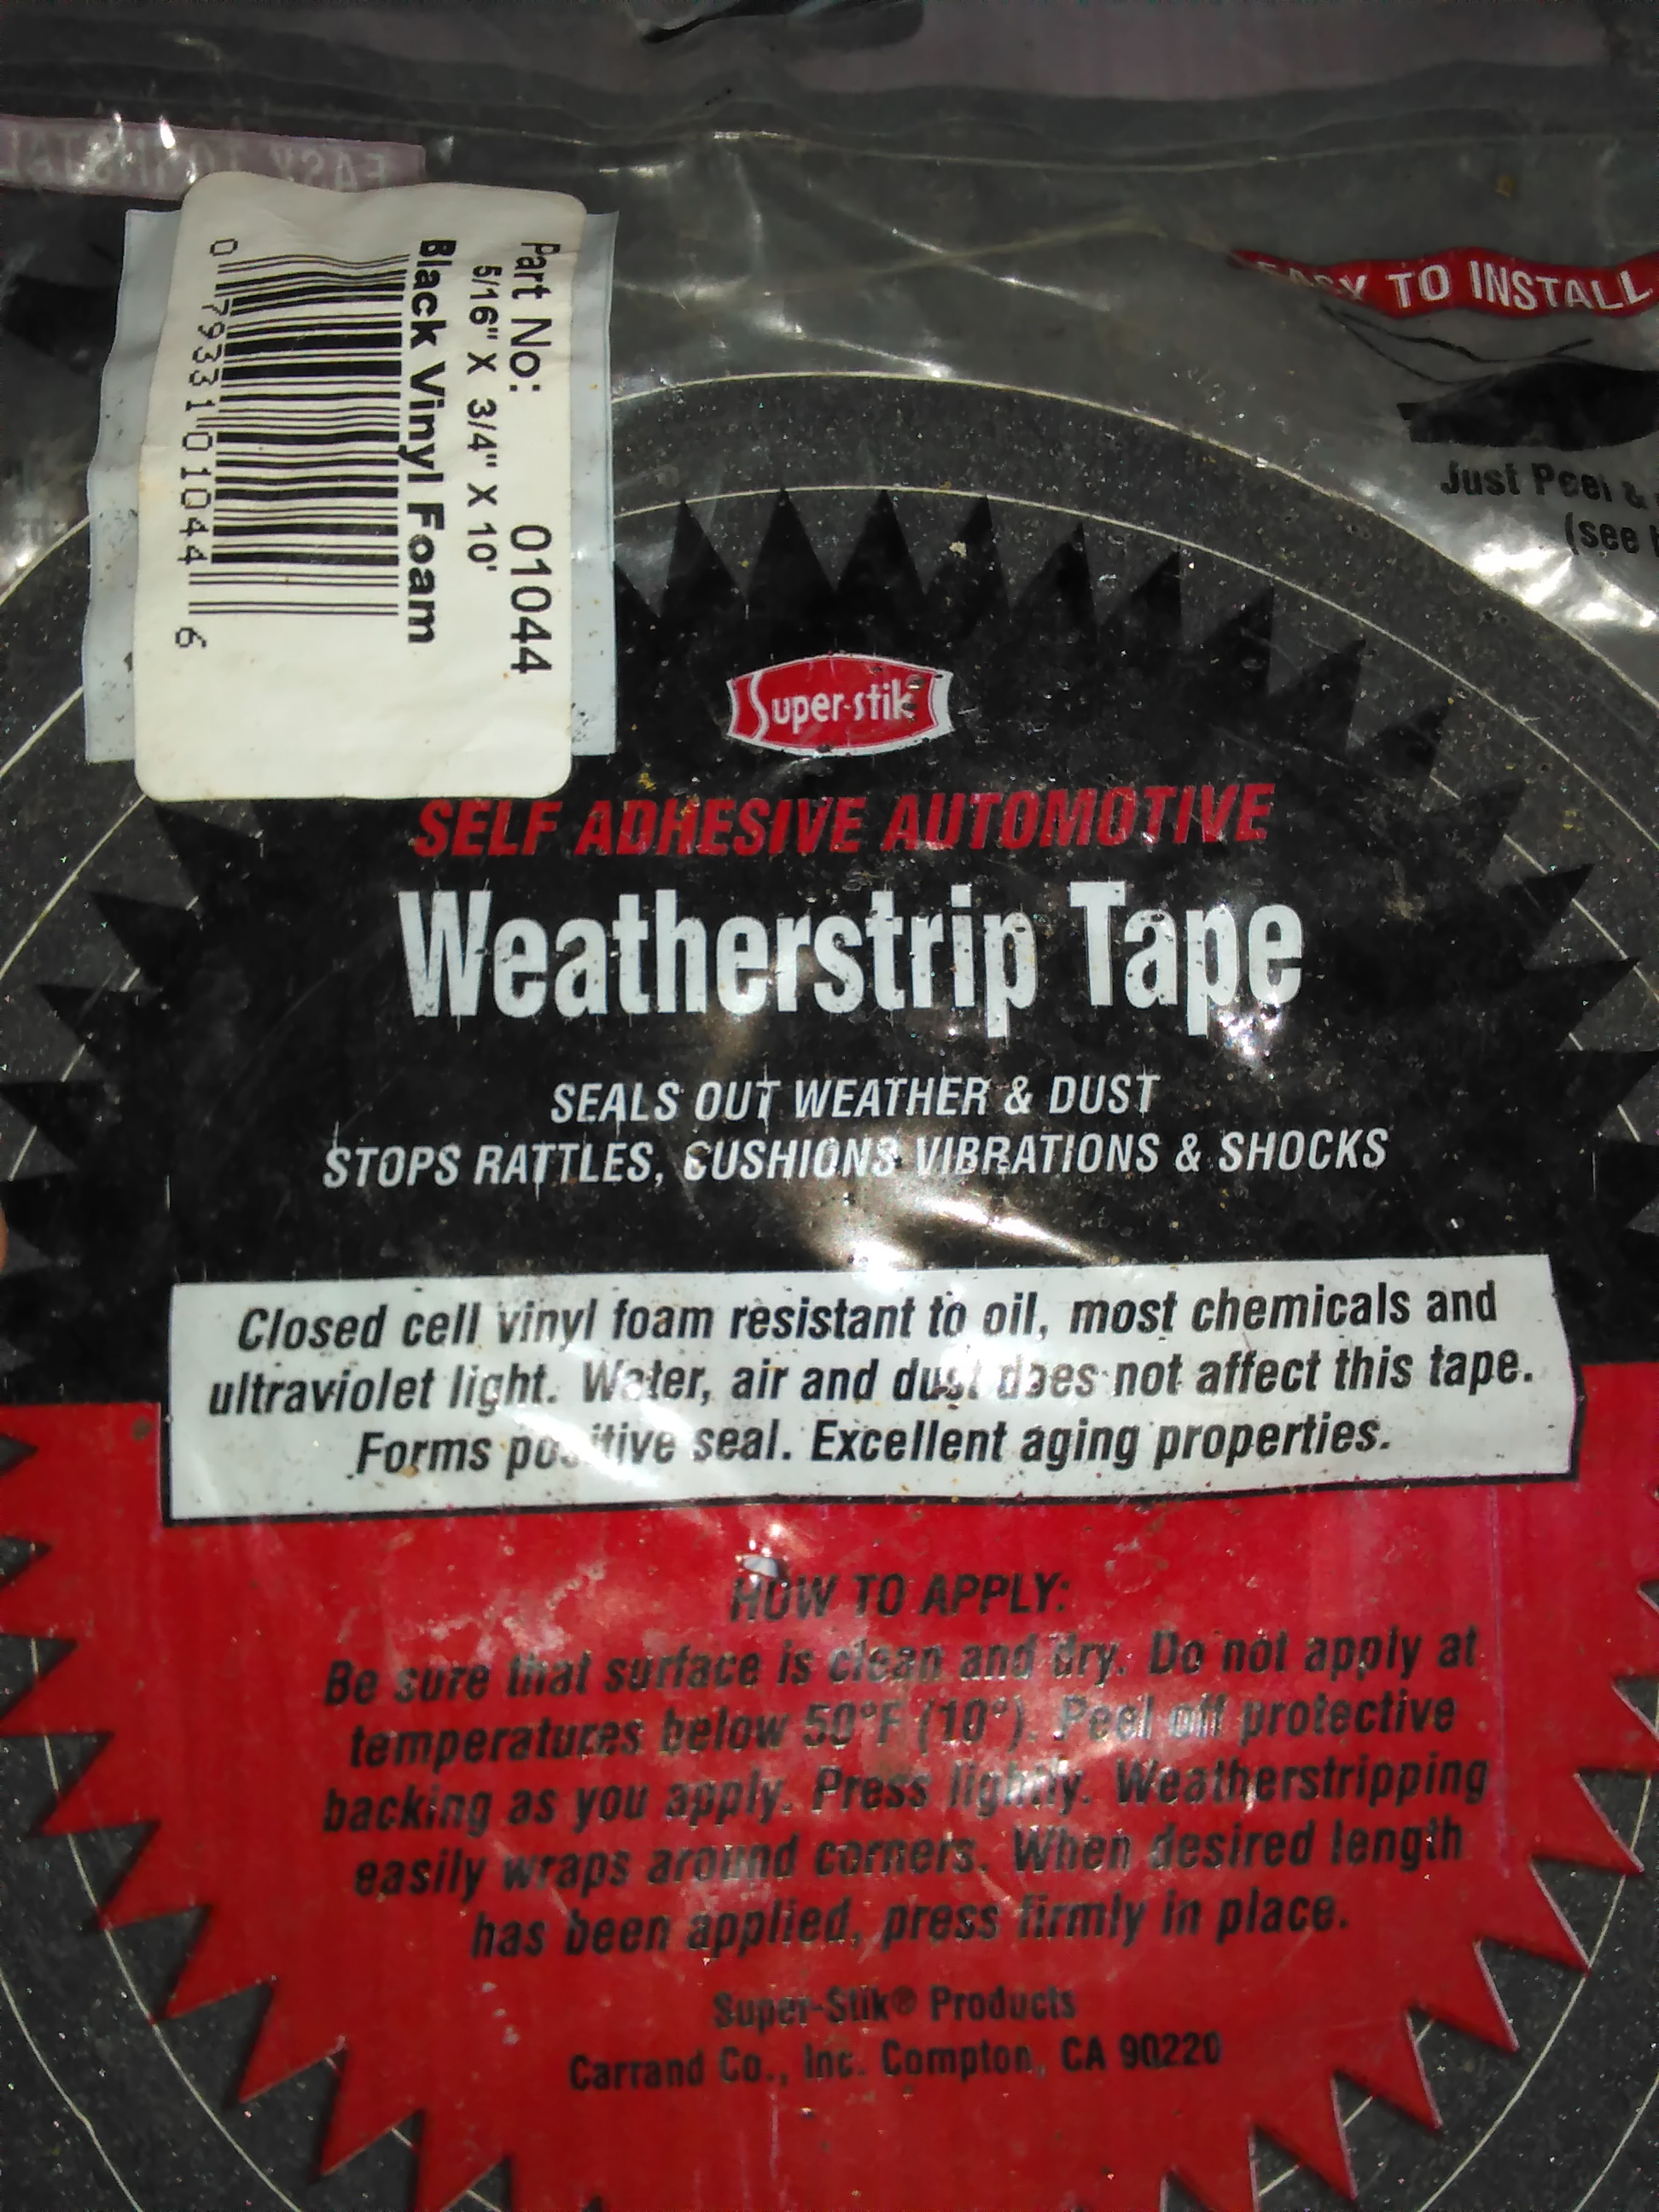 EASY TO INSTALL
Just Peel &
(see
Part No: 01044
5/16" X 3/4" X 10'
Black Vinyl Foam
0 79331 01044 6
Super-stik
SELF ADHESIVE AUTOMOTIVE
Weatherstrip Tape
SEALS OUT WEATHER & DUST
STOPS RATTLES, CUSHIONS VIBRATIONS & SHOCKS
Closed cell vinyl foam resistant to oil, most chemicals and
ultraviolet light. Water, air and dust does not affect this tape.
Forms positive seal. Excellent aging properties.
HOW TO APPLY:
Be sure that surface is clean and dry. Do not apply at
temperatures below 50°F (10°). Peel off protective
backing as you apply. Press lightly. Weatherstripping
easily wraps around corners. When desired length
has been applied, press firmly in place.
Super-Stik® Products
Carrand Co., Inc. Compton, CA 90220